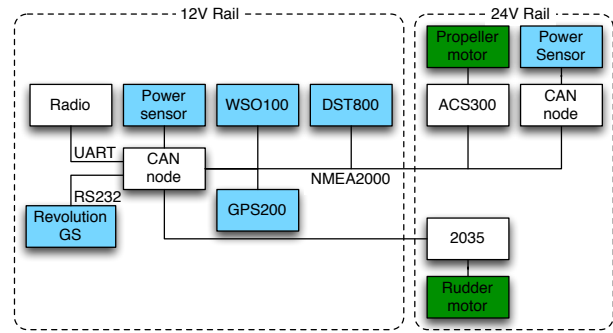 12V Rail
24V Rail
Propeller
motor
Power
Sensor
Radio
Power
sensor
WSO100
DST800
ACS300
CAN
node
UART
CAN
node
NMEA2000
RS232
Revolution
GS
GPS200
2035
Rudder
motor